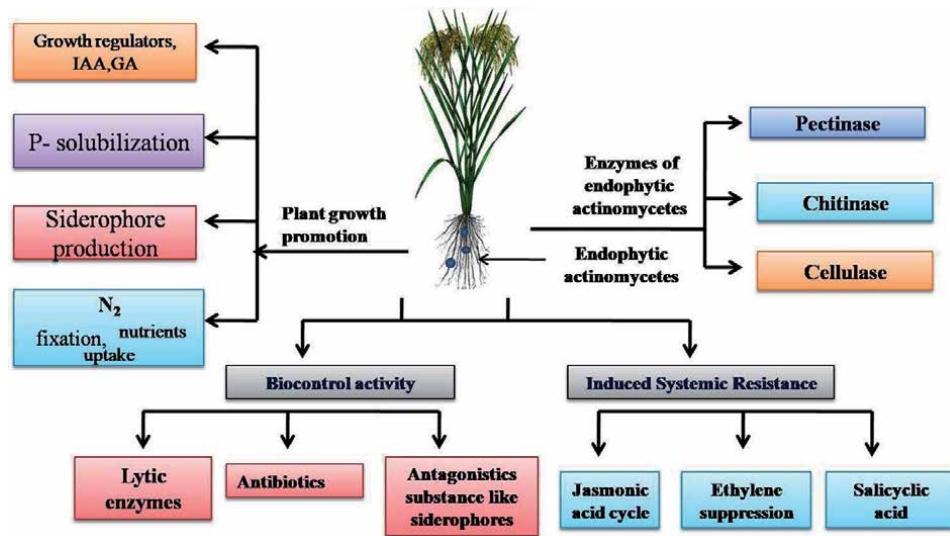 Growth regulators,
IAA,GA
P- solubilization
Siderophore
production
N2
fixation, nutrients
uptake
Plant growth
promotion
Enzymes of
endophytic
actinomycetes
Endophytic
actinomycetes
Pectinase
Chitinase
Cellulase
Biocontrol activity
Induced Systemic Resistance
Lytic
enzymes
Antibiotics
Antagonistics
substance like
siderophores
Jasmonic
acid cycle
Ethylene
suppression
Salicyclic
acid